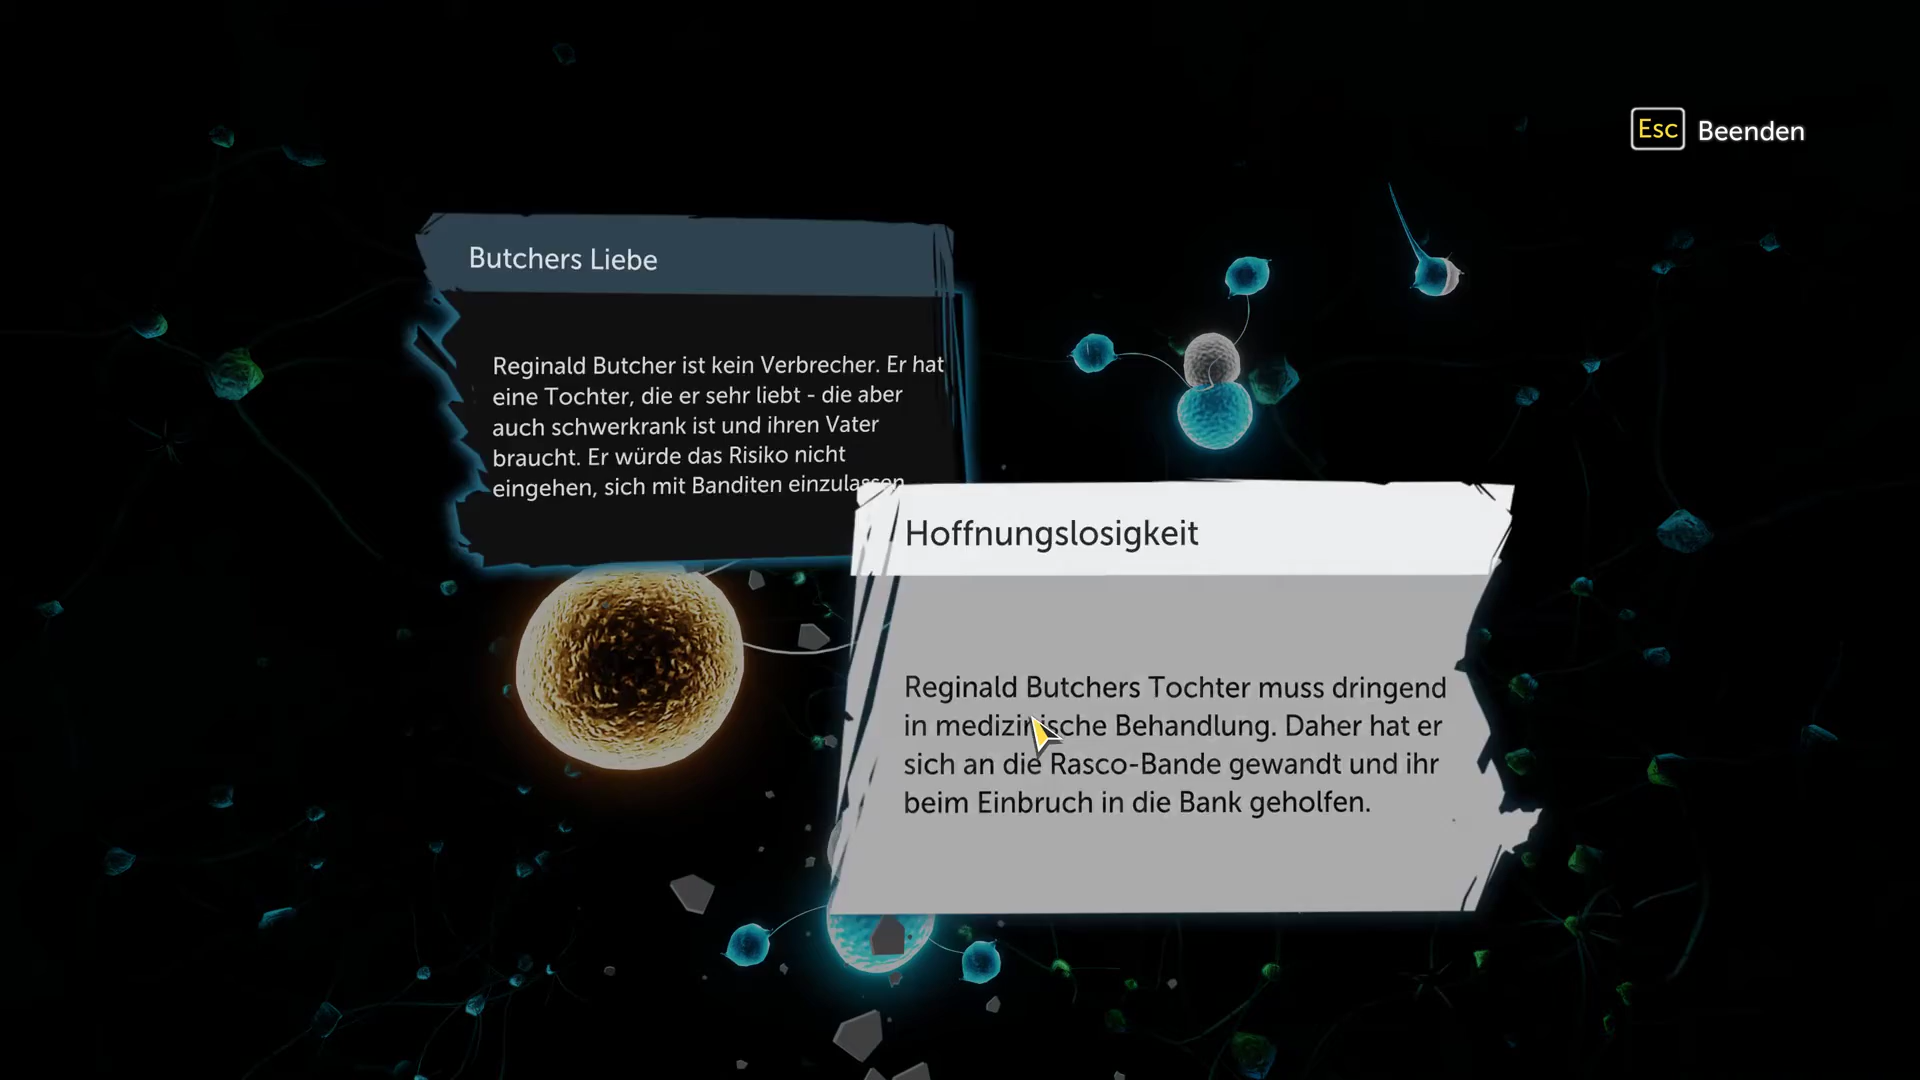 Esc Beenden
Butchers Liebe
Reginald Butcher ist kein Verbrecher. Er hat
eine Tochter, die er sehr liebt - die aber
auch schwerkrank ist und ihren Vater
braucht. Er würde das Risiko nicht
eingehen, sich mit Banditen einzulassen.
Hoffnungslosigkeit
Reginald Butchers Tochter muss dringend
in medizinische Behandlung. Daher hat er
sich an die Rasco-Bande gewandt und ihr
beim Einbruch in die Bank geholfen.